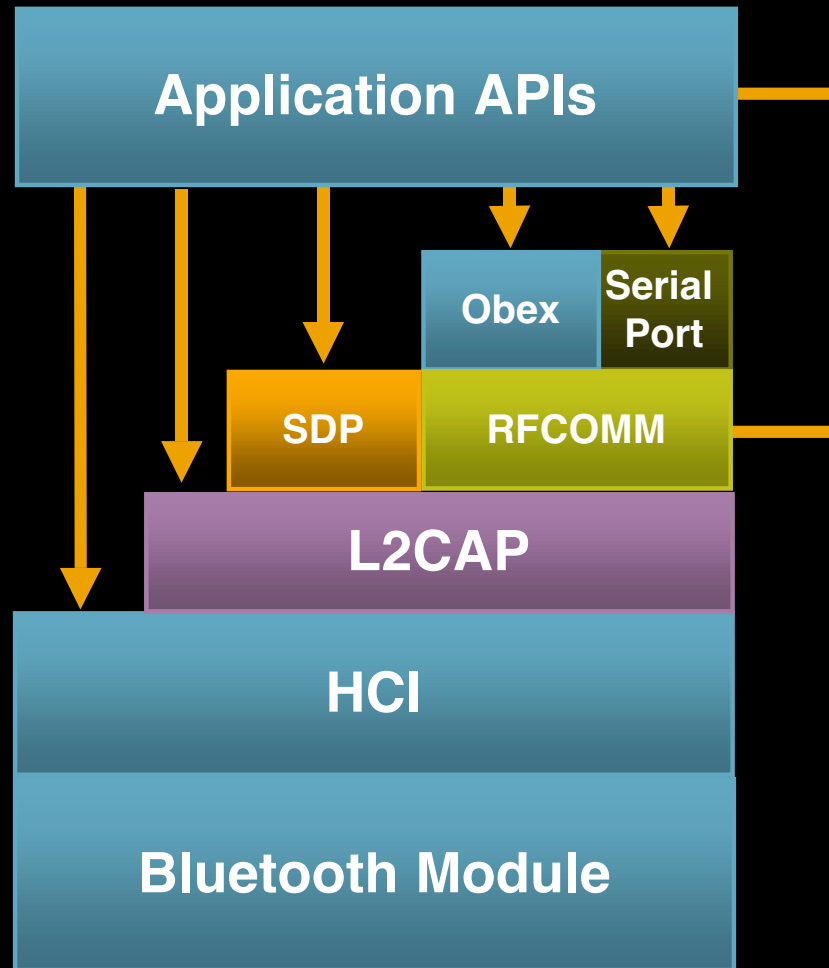 Application APIs
Obex
Serial
Port
SDP
RFCOMM
L2CAP
HCI
Bluetooth Module